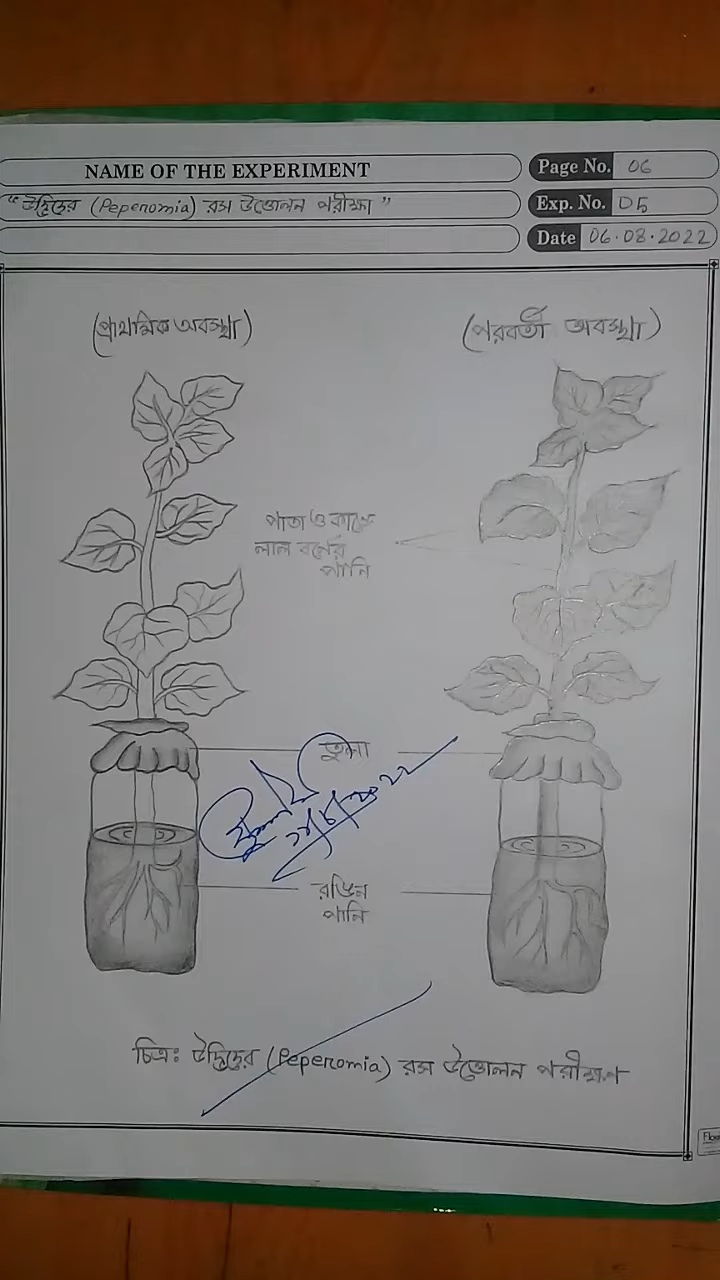 NAME OF THE EXPERIMENT
Page No. 06
"উদ্ভিদের (Peperomia) রস উত্তোলন পরীক্ষা"
Exp. No. 05
Date 06.08.2022
(প্রাথমিক অবস্থা)
(পরবর্তী অবস্থা)
পাতা ও কাণ্ডে
লাল বর্ণের
পানি
তুলা
রঙিন
পানি
চিত্র: উদ্ভিদের (Peperomia) রস উত্তোলন পরীক্ষণ